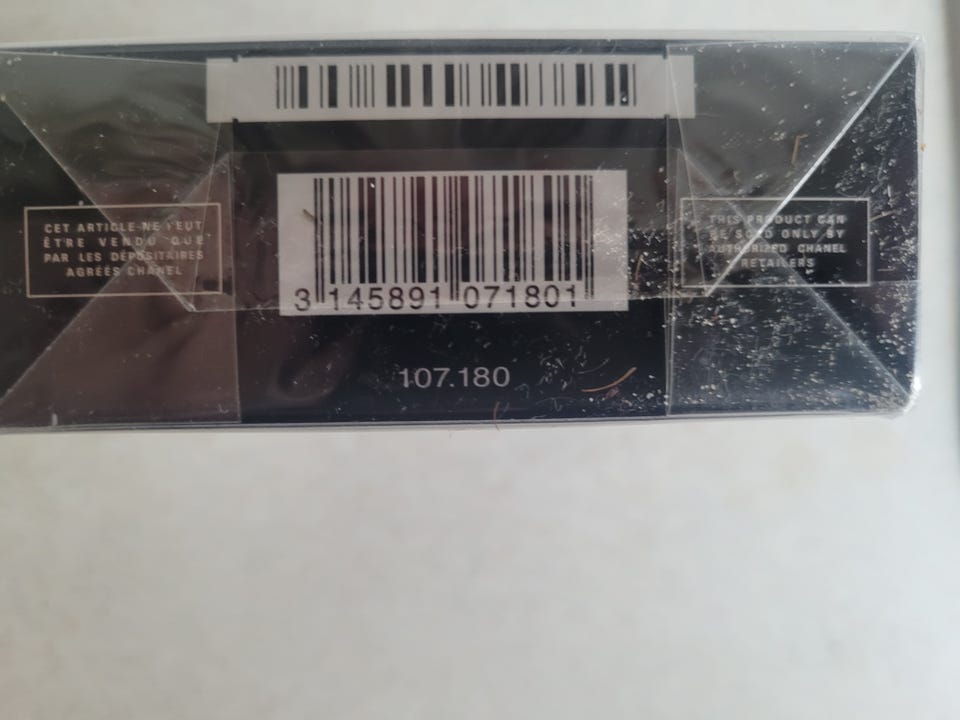 CET ARTICLE NE PEUT
ÊTRE VENDU QUE
PAR LES DÉPOSITAIRES
AGRÉÉS CHANEL
THIS PRODUCT CAN
BE SOLD ONLY BY
AUTHORIZED CHANEL
RETAILERS
3 145891 071801
107.180